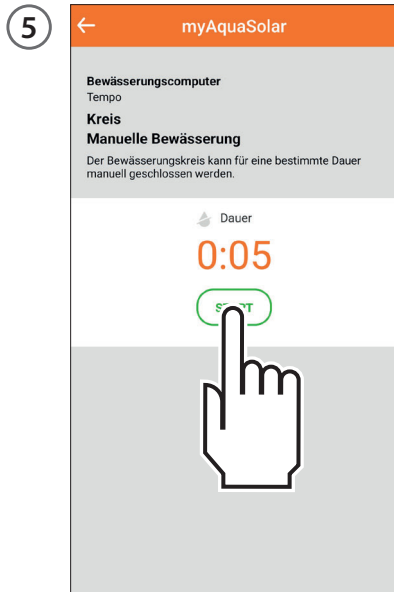 5
myAquaSolar
Bewässerungscomputer
Tempo
Kreis
Manuelle Bewässerung
Der Bewässerungskreis kann für eine bestimmte Dauer
manuell geschlossen werden.
Dauer
0:05
START